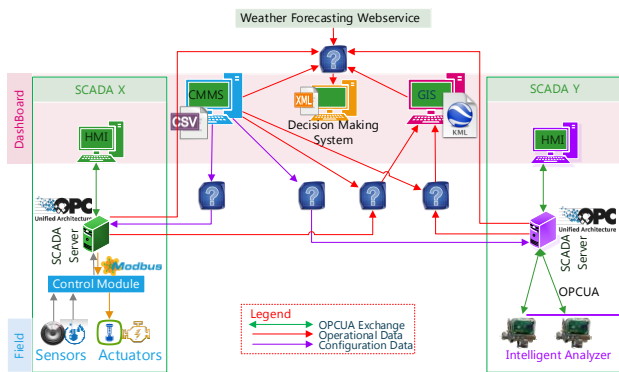 Weather Forecasting Webservice
SCADA X
SCADA Y
DashBoard
CMMS
CSV
XML
GIS
KML
HMI
HMI
Decision Making
System
?
?
?
?
?
OPC
Unified Architecture
OPC
Unified Architecture
SCADA
Server
SCADA
Server
Modbus
Control Module
OPCUA
Legend
OPCUA Exchange
Operational Data
Configuration Data
Field
Sensors
Actuators
Intelligent Analyzer